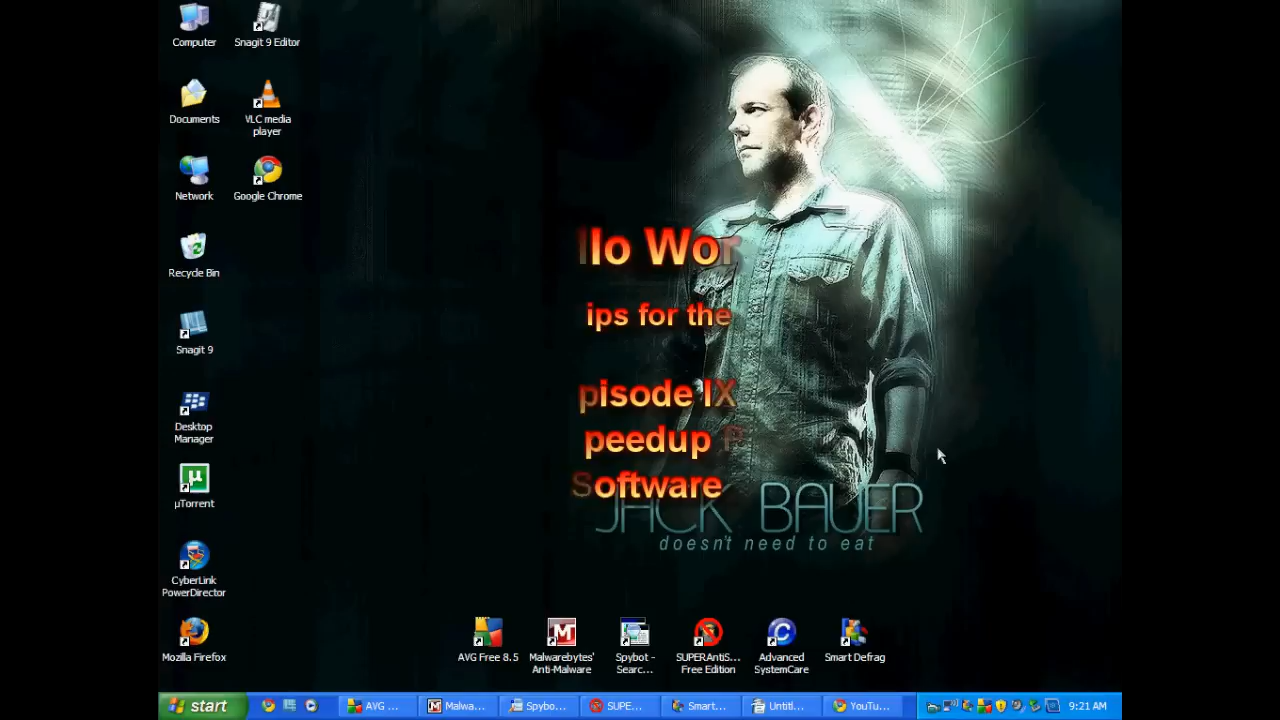 Computer
Snagit 9 Editor
Documents
VLC media
player
Network
Google Chrome
Recycle Bin
Snagit 9
Desktop
Manager
µTorrent
CyberLink
PowerDirector
Mozilla Firefox
llo Wor
ips for the
pisode IX
peedup P
Software
JACK BAUER
doesn't need to eat
AVG Free 8.5
Malwarebytes'
Anti-Malware
Spybot -
Searc...
SUPERAntiS...
Free Edition
Advanced
SystemCare
Smart Defrag
start
AVG ...
Malwa...
Spybo...
SUPE...
Smart...
Untitl...
YouTu...
9:21 AM